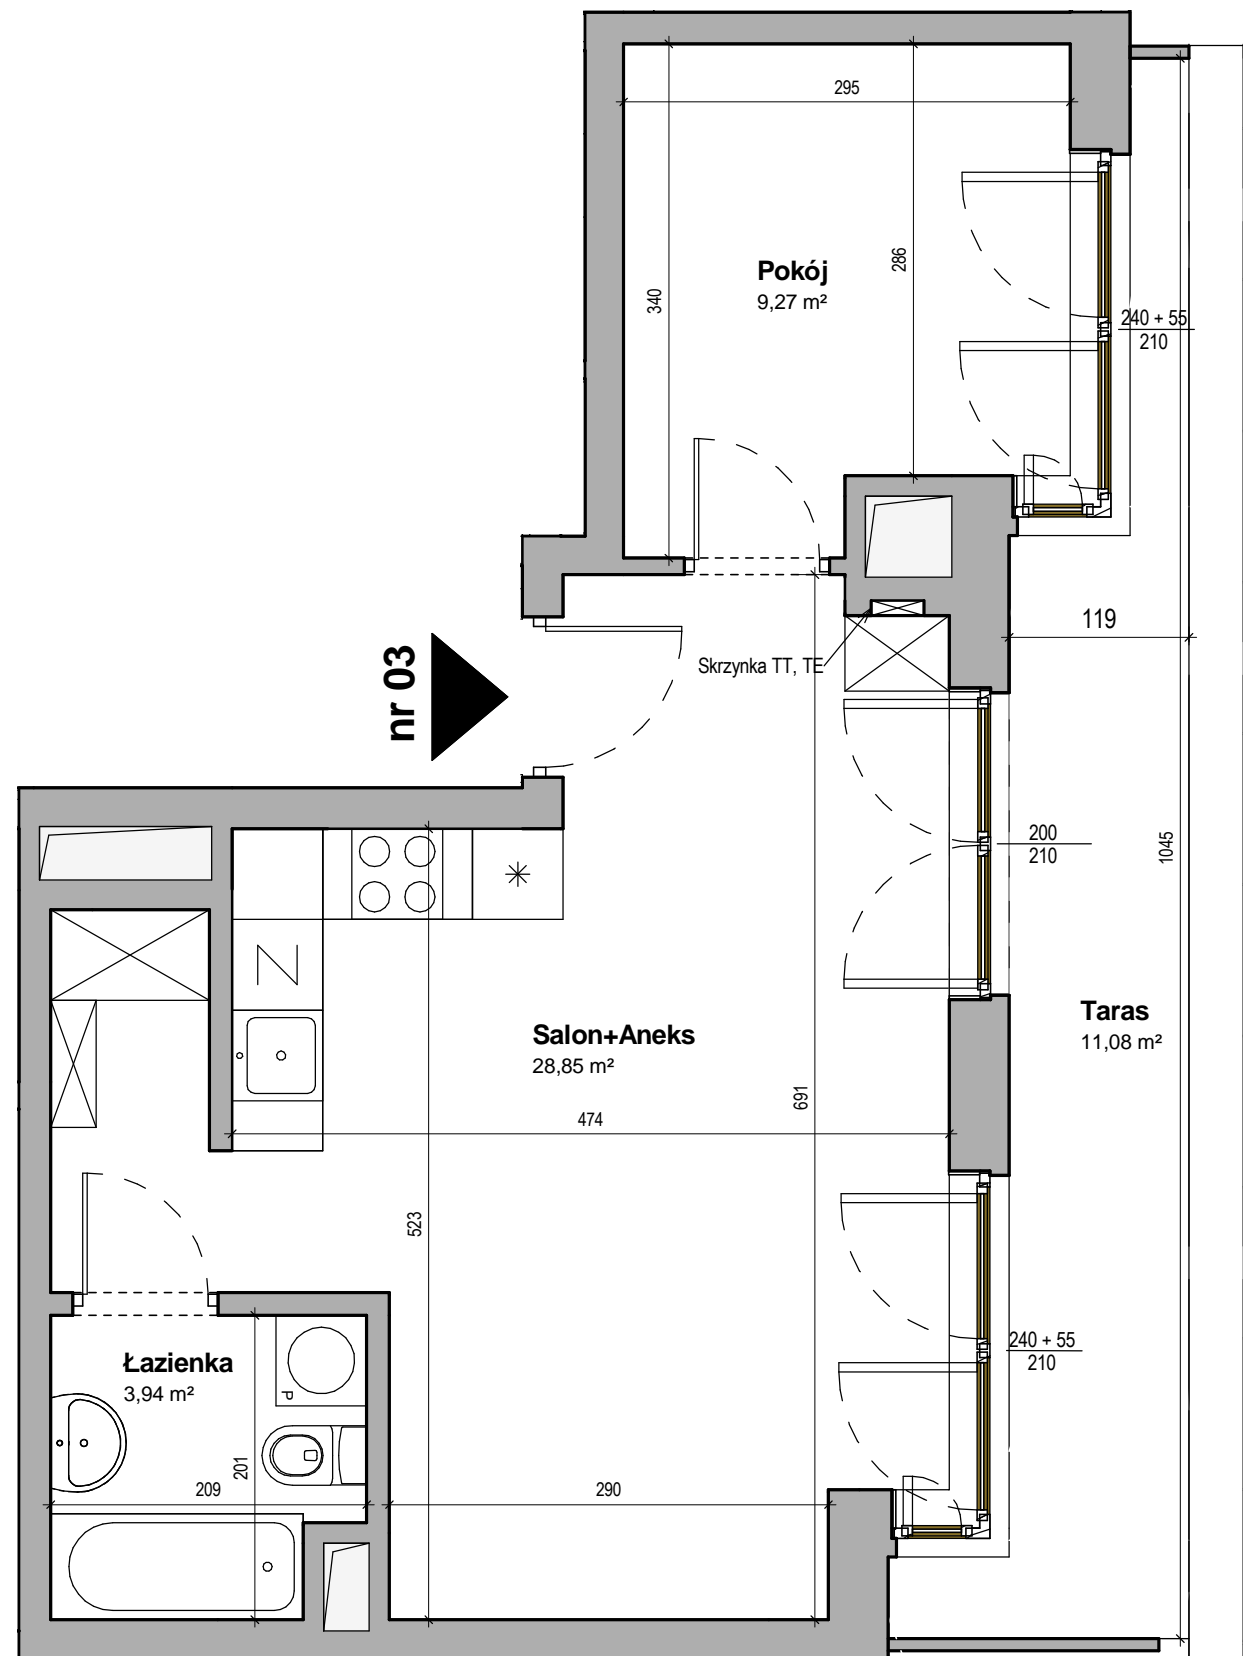 295
340
286
Pokój
9,27 m²
240 + 55
210
119
nr 03
Skrzynka TT, TE
200
210
1045
Z
Salon+Aneks
28,85 m²
Taras
11,08 m²
691
474
523
240 + 55
210
Łazienka
3,94 m²
P
201
209
290